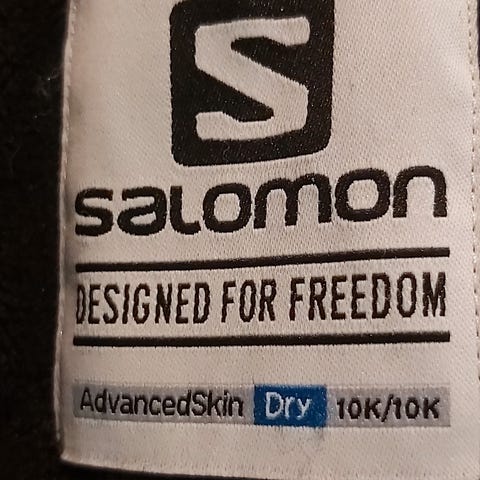 S
salomon
DESIGNED FOR FREEDOM
AdvancedSkin Dry 10K/10K